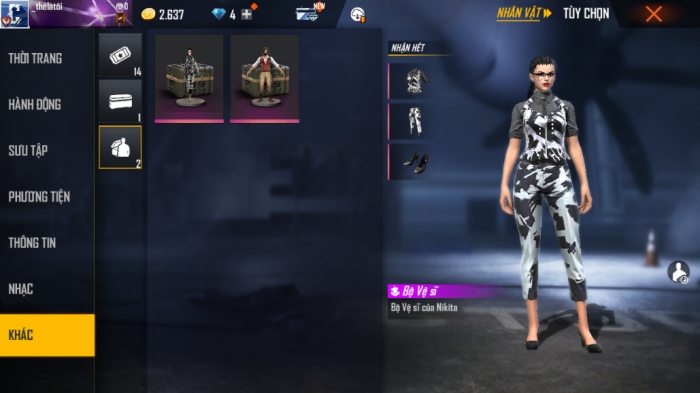 thelatôi
2.637
4
NEW
NHÂN VẬT
TÙY CHỌN
THỜI TRANG
HÀNH ĐỘNG
SƯU TẬP
PHƯƠNG TIỆN
THÔNG TIN
NHẠC
KHÁC
14
1
2
NHẬN HẾT
Bộ Vệ sĩ
Bộ Vệ sĩ của Nikita